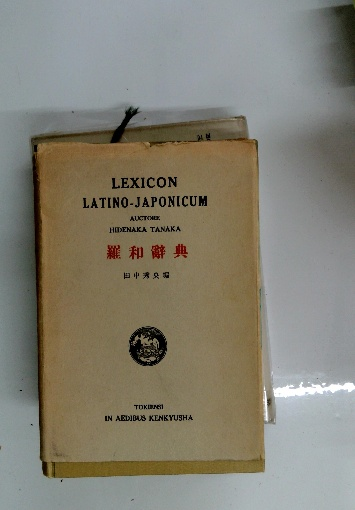 LEXICON
LATINO-JAPONICUM
AUCTORE
HIDENAKA TANAKA
羅和辭典
田中秀央編
TOKIENSI
IN AEDIBUS KENKYUSHA